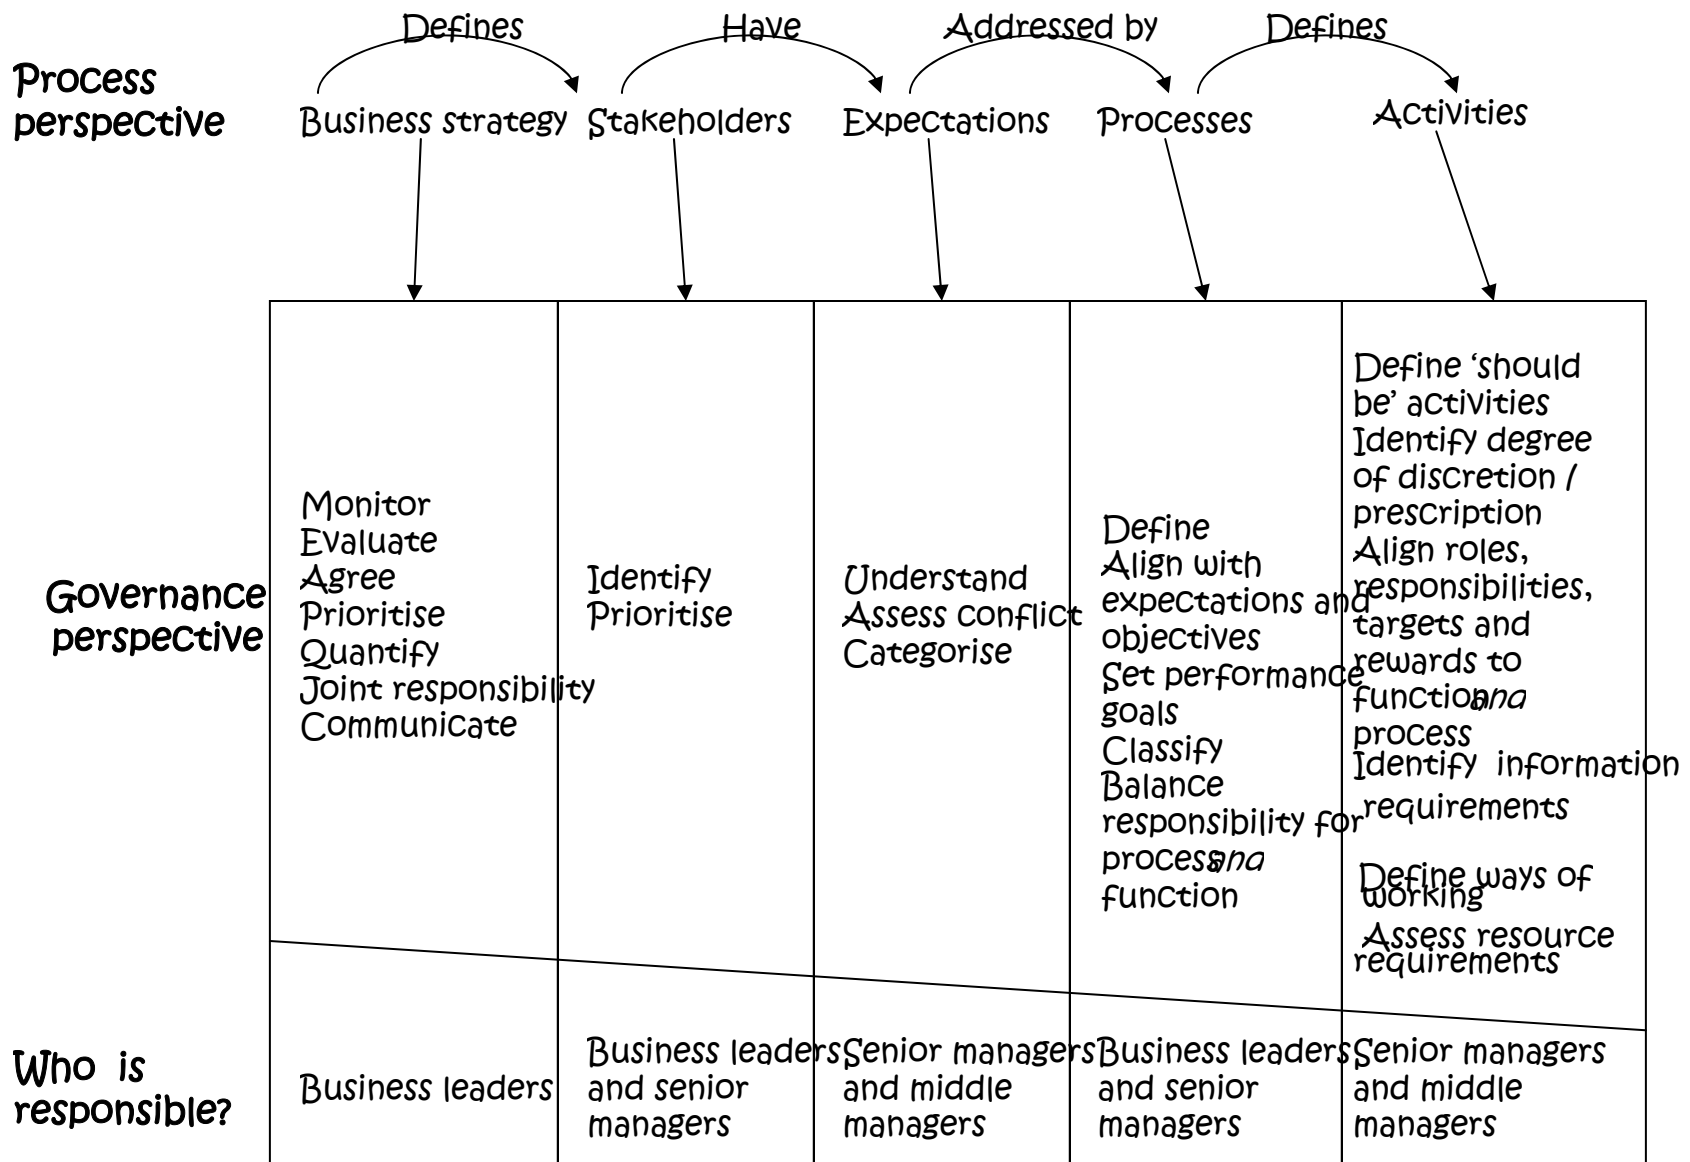 Defines
Have
Addressed by
Defines
Process
perspective
Business strategy
Stakeholders
Expectations
Processes
Activities
Governance
perspective
Monitor
Evaluate
Agree
Prioritise
Quantify
Joint responsibility
Communicate
Identify
Prioritise
Understand
Assess conflict
Categorise
Define
Align with
expectations and
objectives
Set performance
goals
Classify
Balance
responsibility for
process and
function
Define ‘should
be’ activities
Identify degree
of discretion /
prescription
Align roles,
responsibilities,
targets and
rewards to
function and
process
Identify information
requirements
Define ways of
working
Assess resource
requirements
Who is
responsible?
Business leaders
Business leaders
and senior
managers
Senior managers
and middle
managers
Business leaders
and senior
managers
Senior managers
and middle
managers